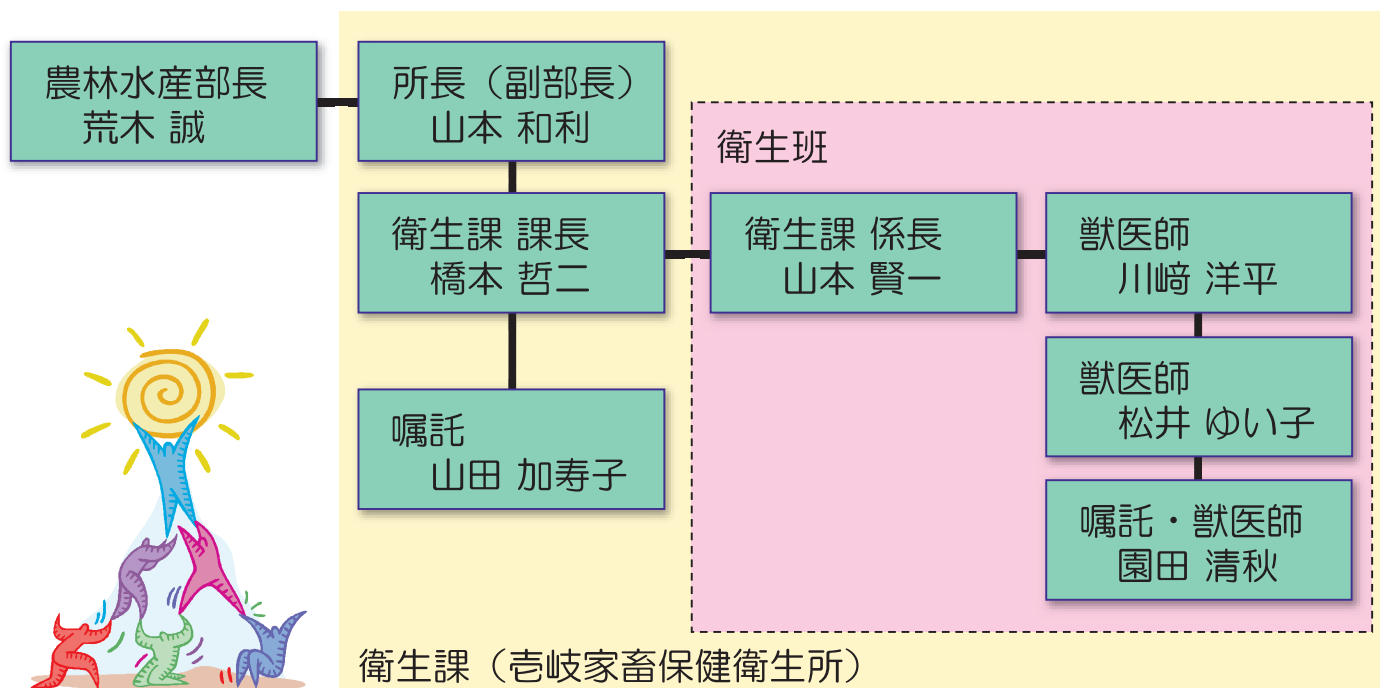 農林水産部長
荒木 誠
所長（副部長）
山本 和利
衛生班
衛生課 課長
橋本 哲二
衛生課 係長
山本 賢一
獣医師
川﨑 洋平
獣医師
松井 ゆい子
嘱託
山田 加寿子
嘱託・獣医師
園田 清秋
衛生課（壱岐家畜保健衛生所）